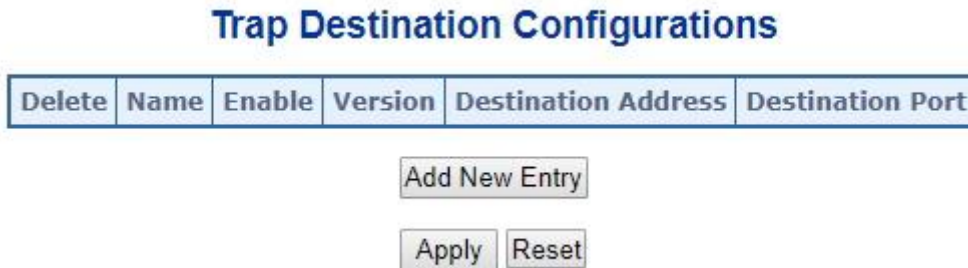 Trap Destination Configurations
Delete Name Enable Version Destination Address Destination Port
Add New Entry
Apply Reset